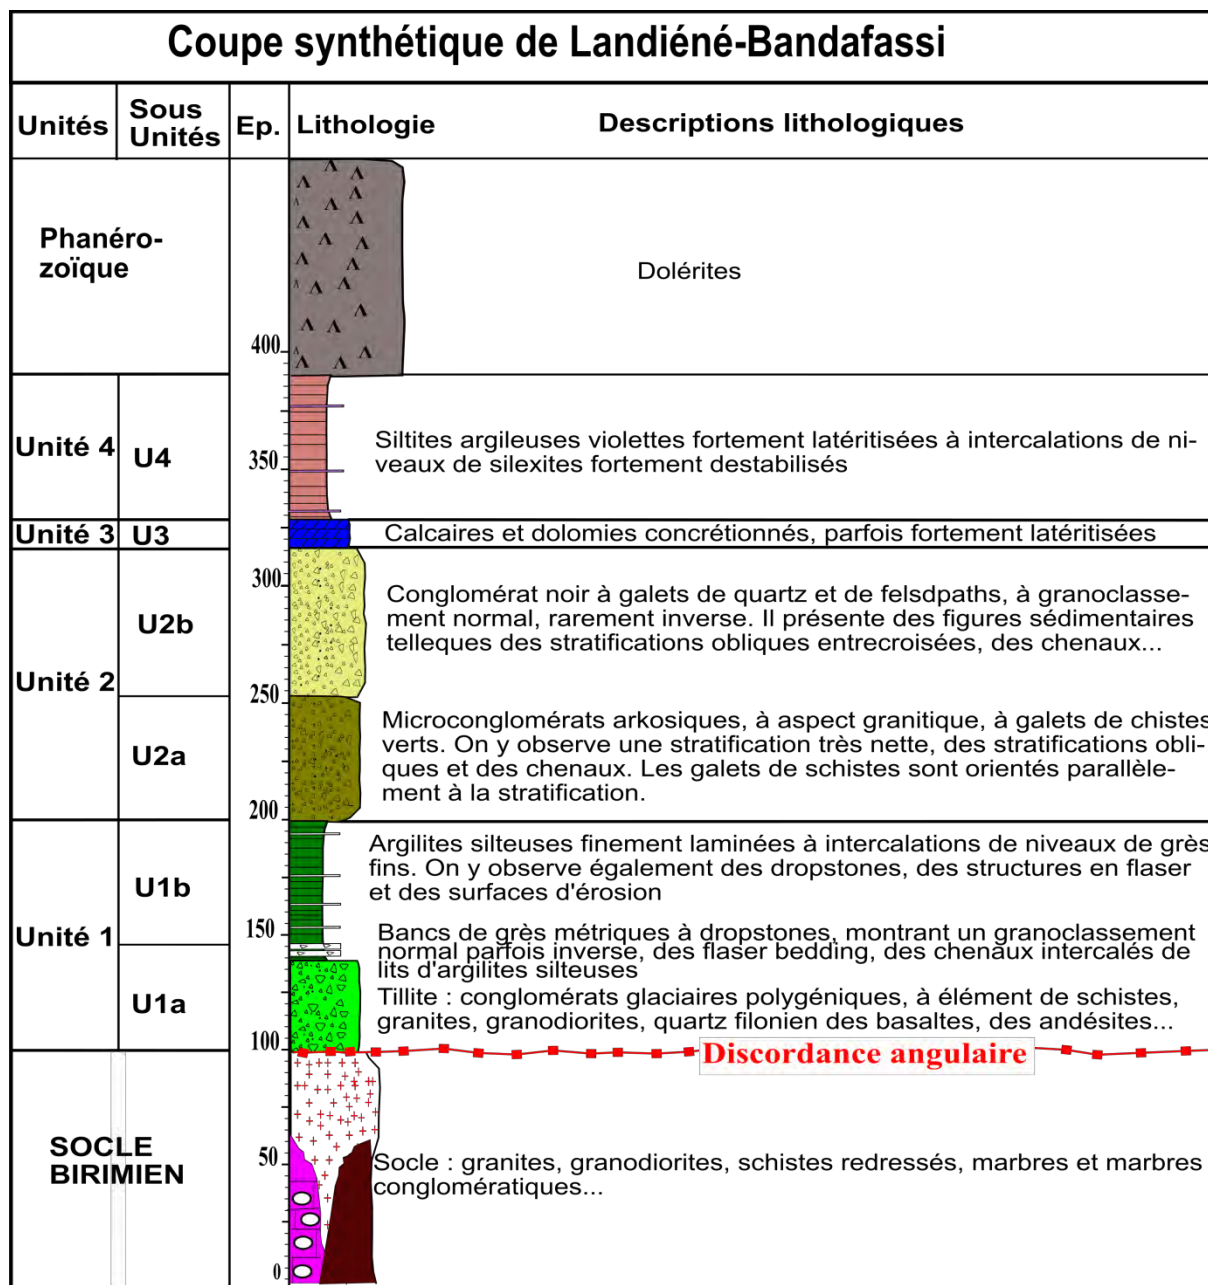 Coupe synthétique de Landiéné-Bandafassi
Unités
Sous
Unités
Ep.
Lithologie
Descriptions lithologiques
Phanéro-
zoïque
Dolérites
400
Unité 4
U4
350
Siltites argileuses violettes fortement latéritisées à intercalations de ni-
veaux de silexites fortement destabilisés
Unité 3
U3
Calcaires et dolomies concrétionnés, parfois fortement latéritisées
Unité 2
U2b
300
Conglomérat noir à galets de quartz et de felsdpaths, à granoclasse-
ment normal, rarement inverse. Il présente des figures sédimentaires
telleques des stratifications obliques entrecroisées, des chenaux...
250
U2a
Microconglomérats arkosiques, à aspect granitique, à galets de chistes
verts. On y observe une stratification très nette, des stratifications obli-
ques et des chenaux. Les galets de schistes sont orientés parallèle-
ment à la stratification.
200
Unité 1
U1b
Argilites silteuses finement laminées à intercalations de niveaux de grès
fins. On y observe également des dropstones, des structures en flaser
et des surfaces d'érosion
150
Bancs de grès métriques à dropstones, montrant un granoclassement
normal parfois inverse, des flaser bedding, des chenaux intercalés de
lits d'argilites silteuses
U1a
Tillite : conglomérats glaciaires polygéniques, à élément de schistes,
granites, granodiorites, quartz filonien des basaltes, des andésites...
100
Discordance angulaire
SOCLE
BIRIMIEN
50
Socle : granites, granodiorites, schistes redressés, marbres et marbres
conglomératiques...
0